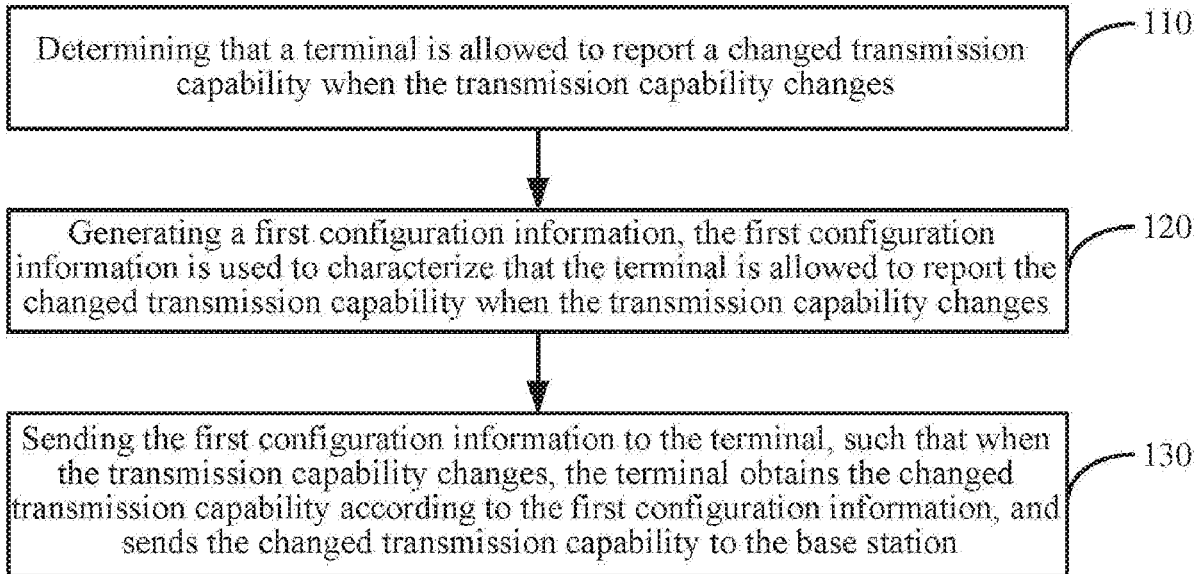 Determining that a terminal is allowed to report a changed transmission
capability when the transmission capability changes
110
Generating a first configuration information, the first configuration
information is used to characterize that the terminal is allowed to report the
changed transmission capability when the transmission capability changes
120
Sending the first configuration information to the terminal, such that when
the transmission capability changes, the terminal obtains the changed
transmission capability according to the first configuration information, and
sends the changed transmission capability to the base station
130